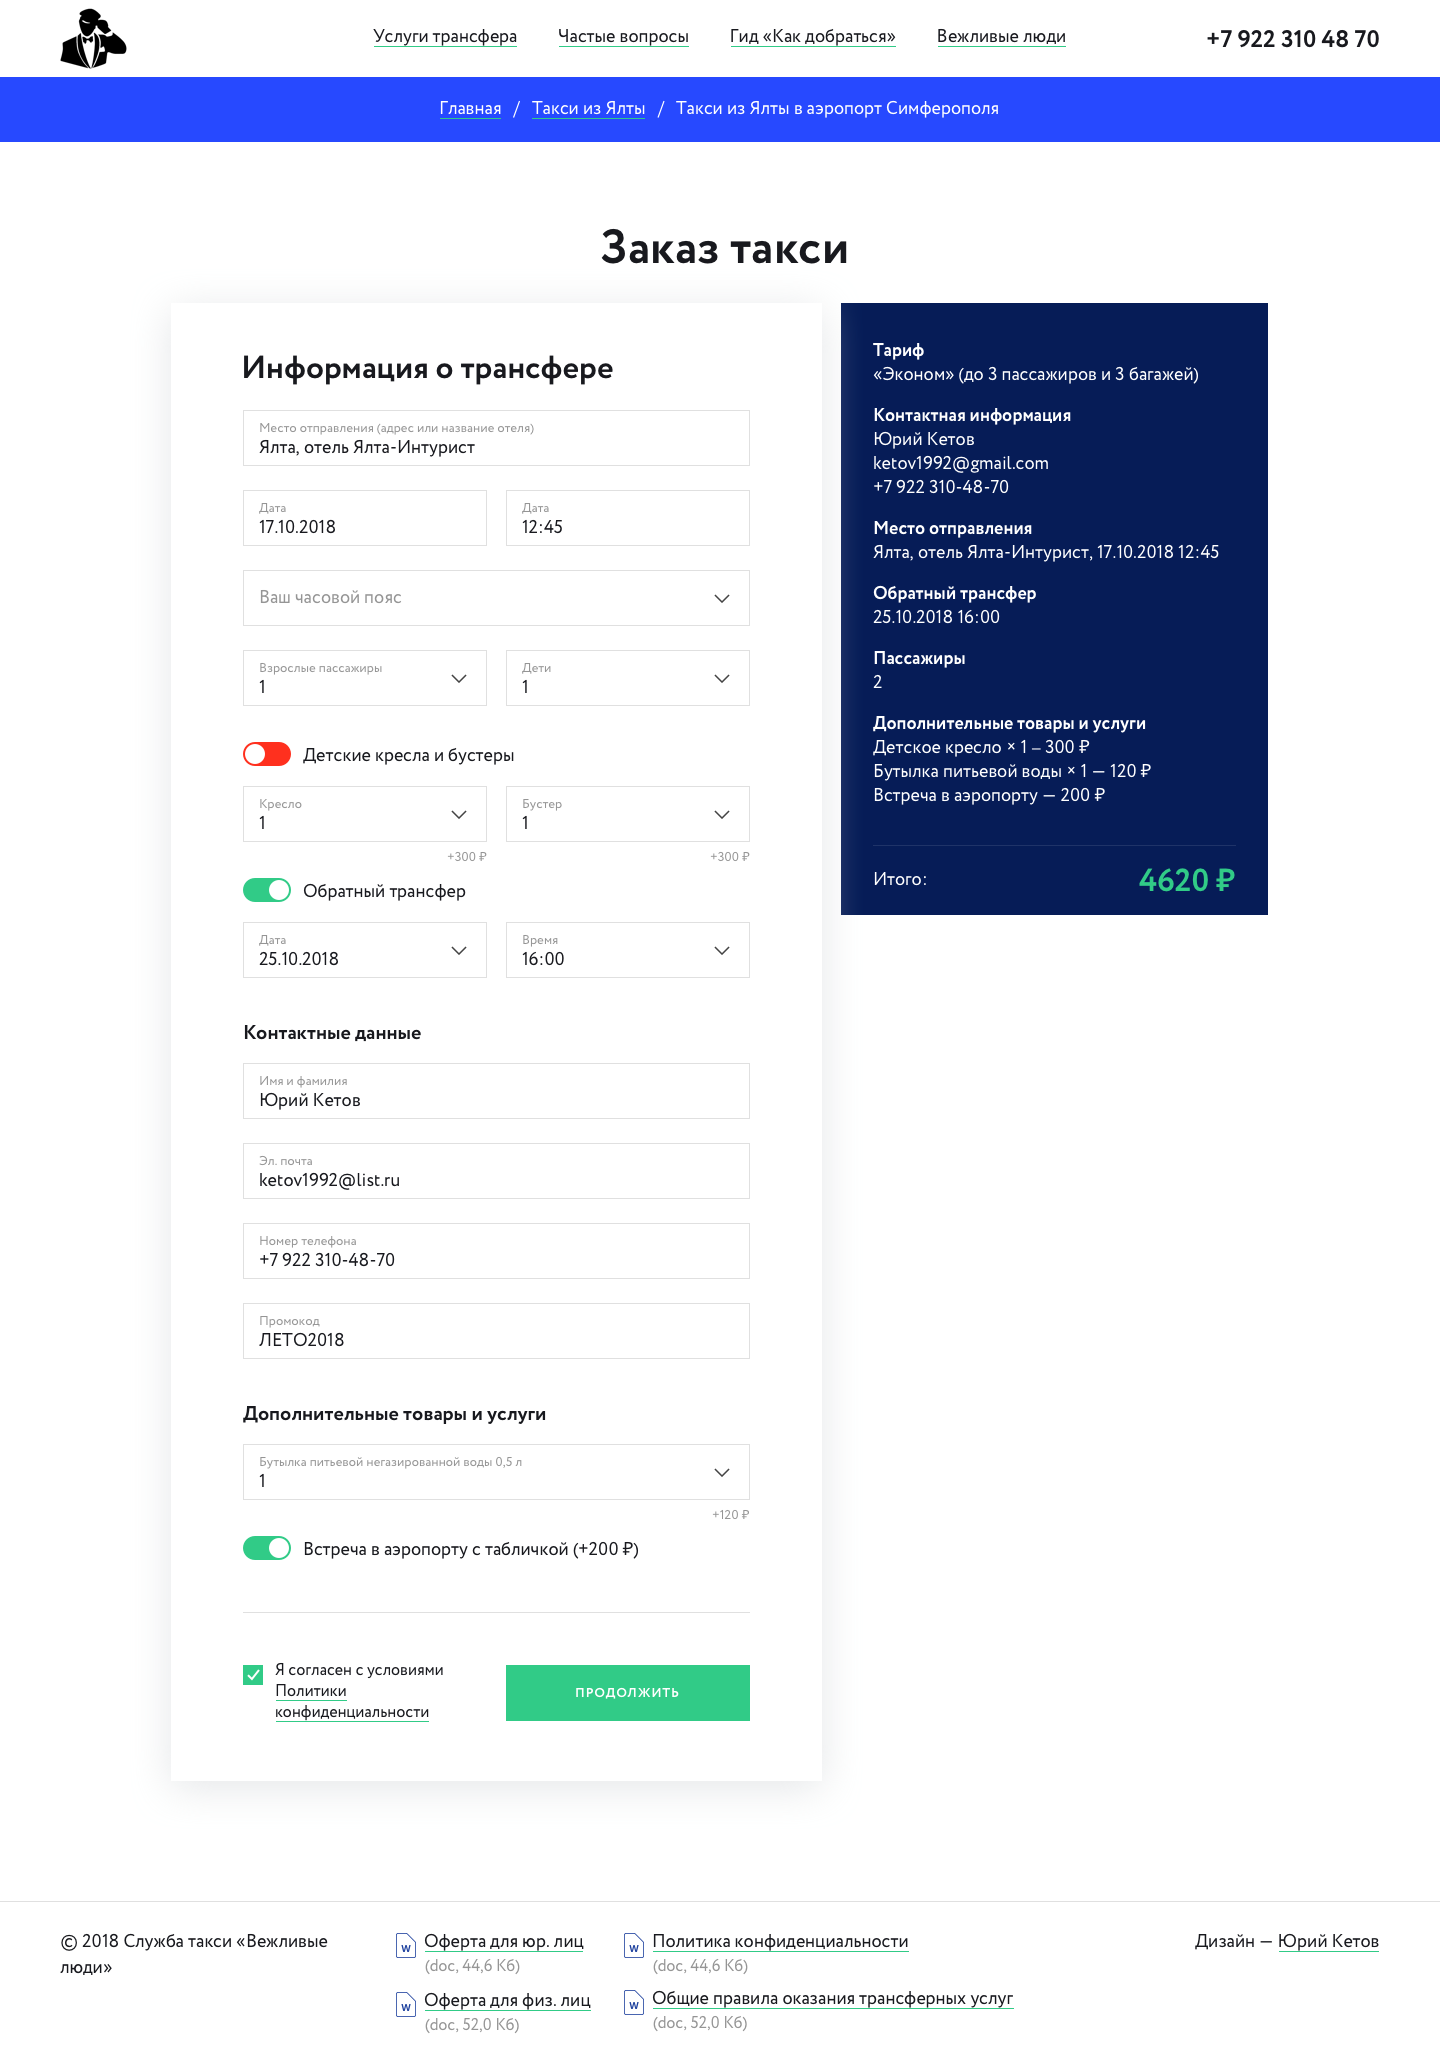 Услуги трансфера
Частые вопросы
Гид «Как добраться»
Вежливые люди
+7 922 310 48 70
Главная / Такси из Ялты / Такси из Ялты в аэропорт Симферополя
Заказ такси
Информация о трансфере
Место отправления (адрес или название отеля)
Ялта, отель Ялта-Интурист
Дата
17.10.2018
Дата
12:45
Ваш часовой пояс
Взрослые пассажиры
1
Дети
1
Детские кресла и бустеры
Кресло
1
+300 ₽
Бустер
1
+300 ₽
Обратный трансфер
Дата
25.10.2018
Время
16:00
Контактные данные
Имя и фамилия
Юрий Кетов
Эл. почта
ketov1992@list.ru
Номер телефона
+7 922 310-48-70
Промокод
ЛЕТО2018
Дополнительные товары и услуги
Бутылка питьевой негазированной воды 0,5 л
1
+120 ₽
Встреча в аэропорту с табличкой (+200 ₽)
Я согласен с условиями
Политики
конфиденциальности
ПРОДОЛЖИТЬ
Тариф
«Эконом» (до 3 пассажиров и 3 багажей)
Контактная информация
Юрий Кетов
ketov1992@gmail.com
+7 922 310-48-70
Место отправления
Ялта, отель Ялта-Интурист, 17.10.2018 12:45
Обратный трансфер
25.10.2018 16:00
Пассажиры
2
Дополнительные товары и услуги
Детское кресло × 1 – 300 ₽
Бутылка питьевой воды × 1 — 120 ₽
Встреча в аэропорту — 200 ₽
Итого:
4620 ₽
© 2018 Служба такси «Вежливые
люди»
W
Оферта для юр. лиц
(doc, 44,6 Кб)
W
Оферта для физ. лиц
(doc, 52,0 Кб)
W
Политика конфиденциальности
(doc, 44,6 Кб)
W
Общие правила оказания трансферных услуг
(doc, 52,0 Кб)
Дизайн — Юрий Кетов